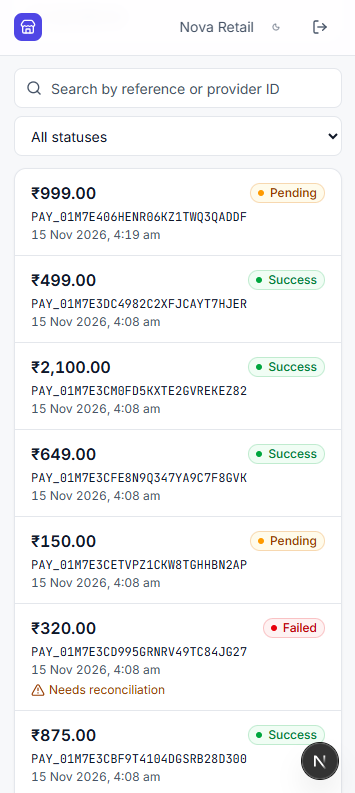 Nova Retail
Search by reference or provider ID
All statuses
₹999.00
Pending
PAY_01M7E406HENR06KZ1TWQ3QADDF
15 Nov 2026, 4:19 am
₹499.00
Success
PAY_01M7E3DC4982C2XFJCAYT7HJER
15 Nov 2026, 4:08 am
₹2,100.00
Success
PAY_01M7E3CM0FD5KXTE2GVREKEZ82
15 Nov 2026, 4:08 am
₹649.00
Success
PAY_01M7E3CFE8N9Q347YA9C7F8GVK
15 Nov 2026, 4:08 am
₹150.00
Pending
PAY_01M7E3CETVPZ1CKW8TGHHBN2AP
15 Nov 2026, 4:08 am
₹320.00
Failed
PAY_01M7E3CD995GRNRV49TC84JG27
15 Nov 2026, 4:08 am
Needs reconciliation
₹875.00
Success
PAY_01M7E3CBF9T4104DGSRB28D300
15 Nov 2026, 4:08 am
N